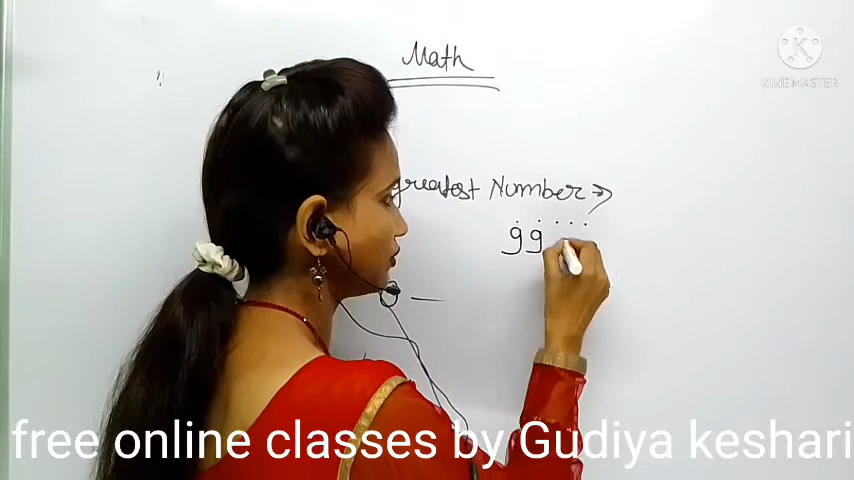 Math
KINEMASTER
greatest Number
99
free online classes by Gudiya keshari